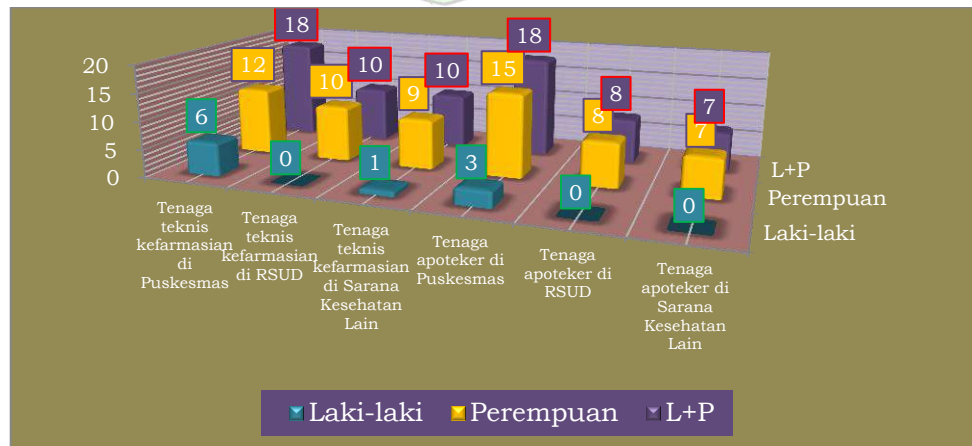 20
15
10
5
0
18
12
10
10
10
9
15
18
8
8
7
7
6
0
1
3
0
0
L+P
Perempuan
Laki-laki
Tenaga
teknis
kefarmasian
di
Puskesmas
Tenaga
teknis
kefarmasian
di RSUD
Tenaga
teknis
kefarmasian
di Sarana
Kesehatan
Lain
Tenaga
apoteker di
Puskesmas
Tenaga
apoteker di
RSUD
Tenaga
apoteker di
Sarana
Kesehatan
Lain
Laki-laki Perempuan L+P